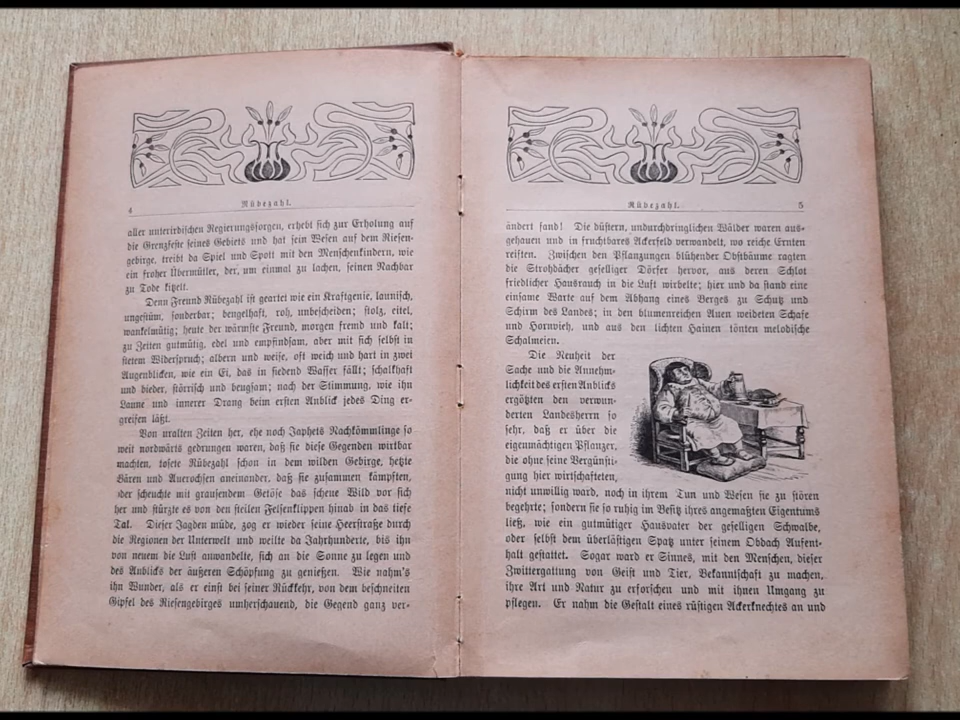 4
Rübezahl.
aller unterirdischen Regierungssorgen, erhebt sich zur Erholung auf
die Grenzfeste seines Gebiets und hat sein Wesen auf dem Riesen-
gebirge, treibt da Spiel und Spott mit den Menschenkindern, wie
ein froher Übermütler, der, um einmal zu lachen, seinen Nachbar
zu Tode kitzelt.
Denn Freund Rübezahl ist geartet wie ein Kraftgenie, launisch,
ungestüm, sonderbar; bengelhaft, roh, unbescheiden; stolz, eitel,
wankelmütig; heute der wärmste Freund, morgen fremd und kalt;
zu Zeiten gutmütig, edel und empfindsam, aber mit sich selbst in
stetem Widerspruch; albern und weise, oft weich und hart in zwei
Augenblicken, wie ein Ei, das in siedend Wasser fällt; schalkhaft
und bieder, störrisch und beugsam; nach der Stimmung, wie ihn
Laune und innerer Drang beim ersten Anblick jedes Ding er-
greifen läßt.
Von uralten Zeiten her, ehe noch Japhets Nachkömmlinge so
weit nordwärts gedrungen waren, daß sie diese Gegenden wirtbar
machten, tosete Rübezahl schon in dem wilden Gebirge, hetzte
Bären und Auerochsen aneinander, daß sie zusammen kämpften,
oder scheuchte mit grausendem Getöse das scheue Wild vor sich
her und stürzte es von den steilen Felsenklippen hinab in das tiefe
Tal. Dieser Jagden müde, zog er wieder seine Heerstraße durch
die Regionen der Unterwelt und weilte da Jahrhunderte, bis ihn
von neuem die Lust anwandelte, sich an die Sonne zu legen und
des Anblicks der äußeren Schöpfung zu genießen. Wie nahm's
ihn Wunder, als er einst bei seiner Rückkehr, von dem beschneiten
Gipfel des Riesengebirges umherschauend, die Gegend ganz ver-
Rübezahl.
5
ändert fand! Die düstern, undurchbringlichen Wälder waren aus-
gehauen und in fruchtbares Ackerfeld verwandelt, wo reiche Ernten
reiften. Zwischen den Pflanzungen blühender Obstbäume ragten
die Strohdächer geselliger Dörfer hervor, aus deren Schlot
friedlicher Hausrauch in die Luft wirbelte; hier und da stand eine
einsame Warte auf dem Abhang eines Berges zu Schutz und
Schirm des Landes; in den blumenreichen Auen weideten Schafe
und Hornvieh, und aus den lichten Hainen tönten melodische
Schalmeien.
Die Neuheit der
Sache und die Annehm-
lichkeit des ersten Anblicks
ergötzten den verwun-
derten Landesherrn so
sehr, daß er über die
eigenmächtigen Pflanzer,
die ohne seine Vergünsti-
gung hier wirtschafteten,
nicht unwillig ward, noch in ihrem Tun und Wesen sie zu stören
begehrte; sondern sie so ruhig im Besitz ihres angemaßten Eigentums
ließ, wie ein gutmütiger Hausvater der geselligen Schwalbe,
oder selbst dem überlästigen Spatz unter seinem Obdach Aufent-
halt gestattet. Sogar ward er Sinnes, mit den Menschen, dieser
Zwittergattung von Geist und Tier, Bekanntschaft zu machen,
ihre Art und Natur zu erforschen und mit ihnen Umgang zu
pflegen. Er nahm die Gestalt eines rüstigen Ackerknechtes an und